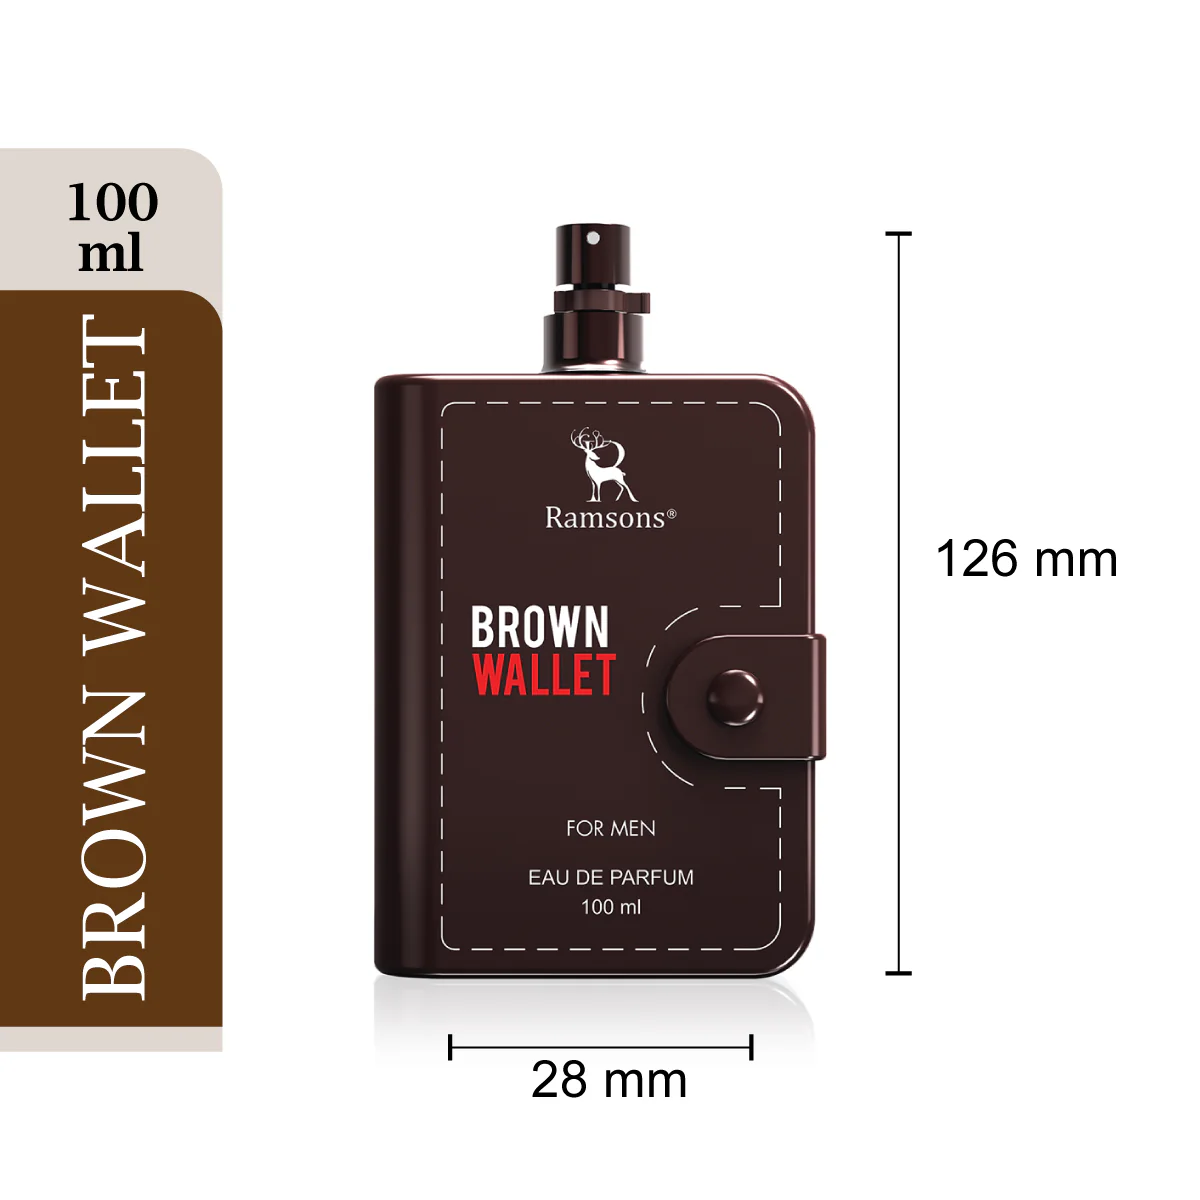 100
ml
BROWN WALLET
Ramsons®
BROWN
WALLET
FOR MEN
EAU DE PARFUM
100 ml
126 mm
28 mm